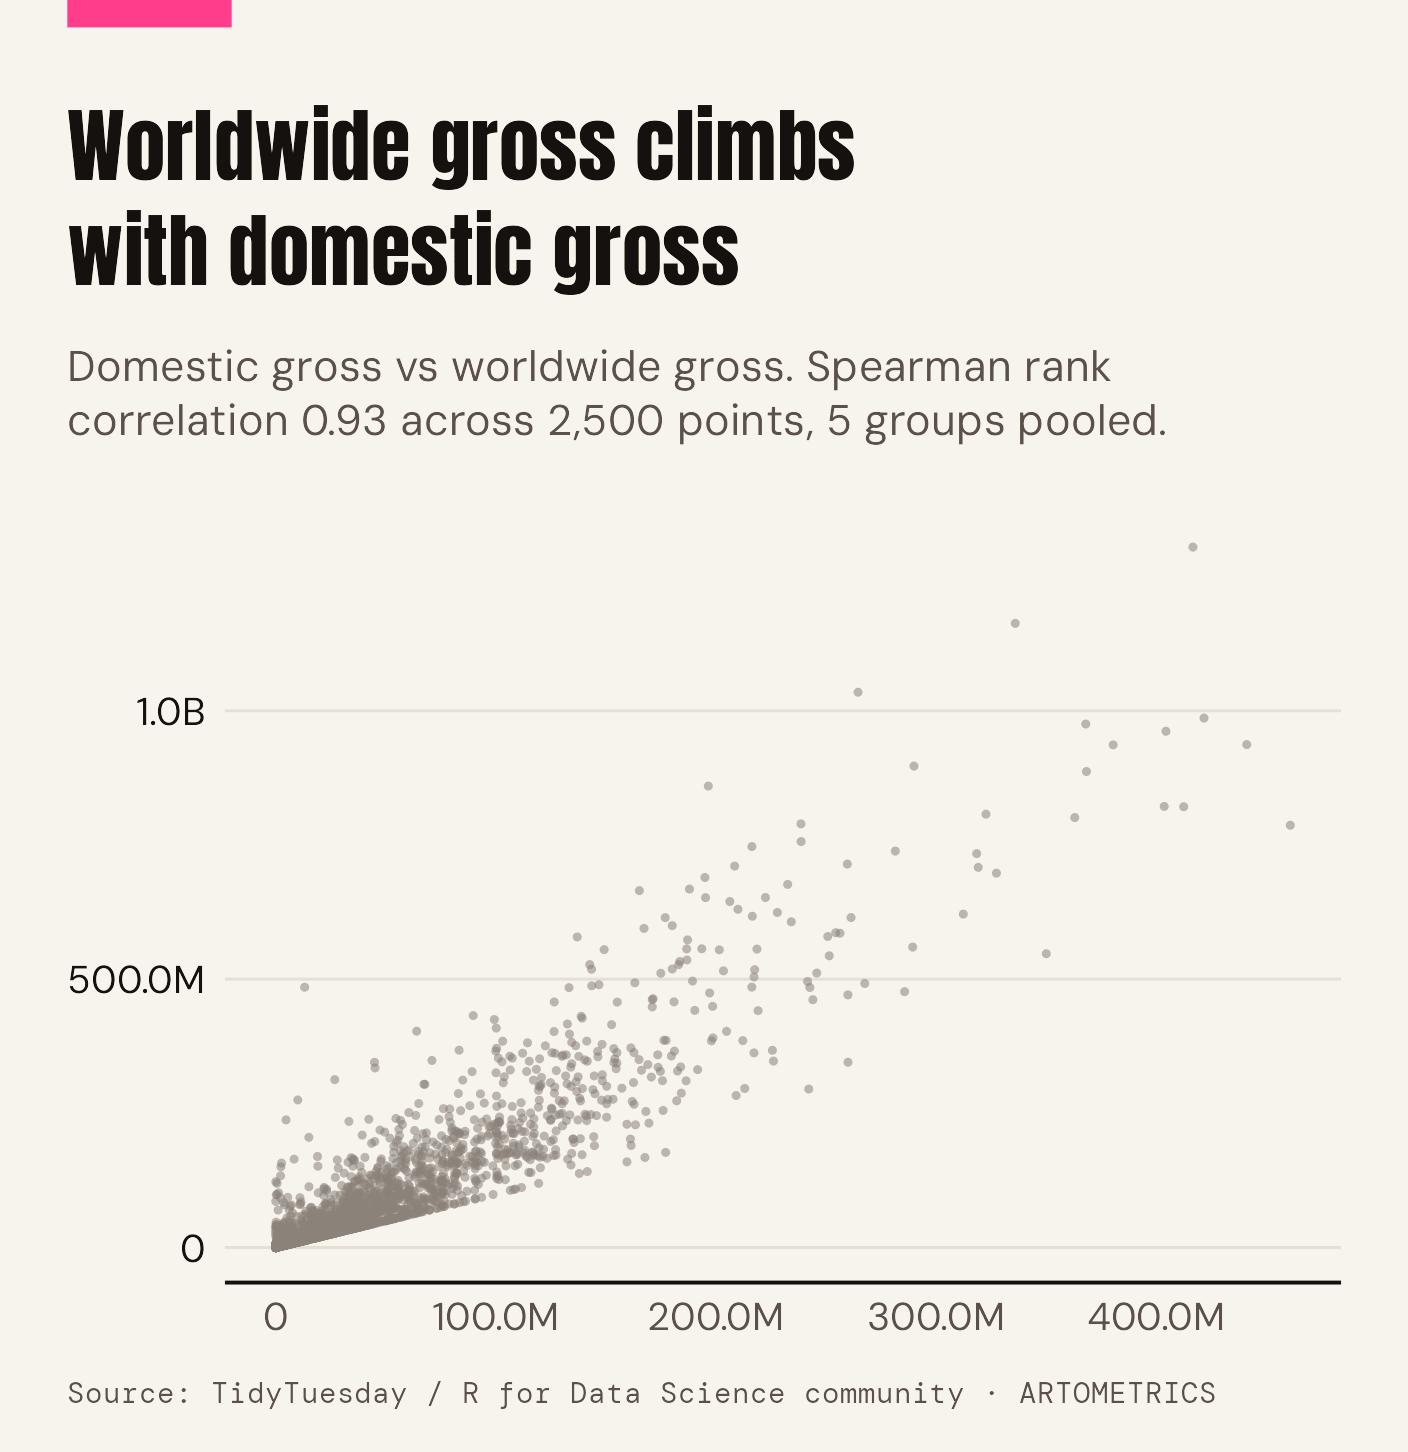 Worldwide gross climbs
with domestic gross
Domestic gross vs worldwide gross. Spearman rank
correlation 0.93 across 2,500 points, 5 groups pooled.
1.0B
500.0M
0
0 100.0M 200.0M 300.0M 400.0M
Source: TidyTuesday / R for Data Science community · ARTOMETRICS